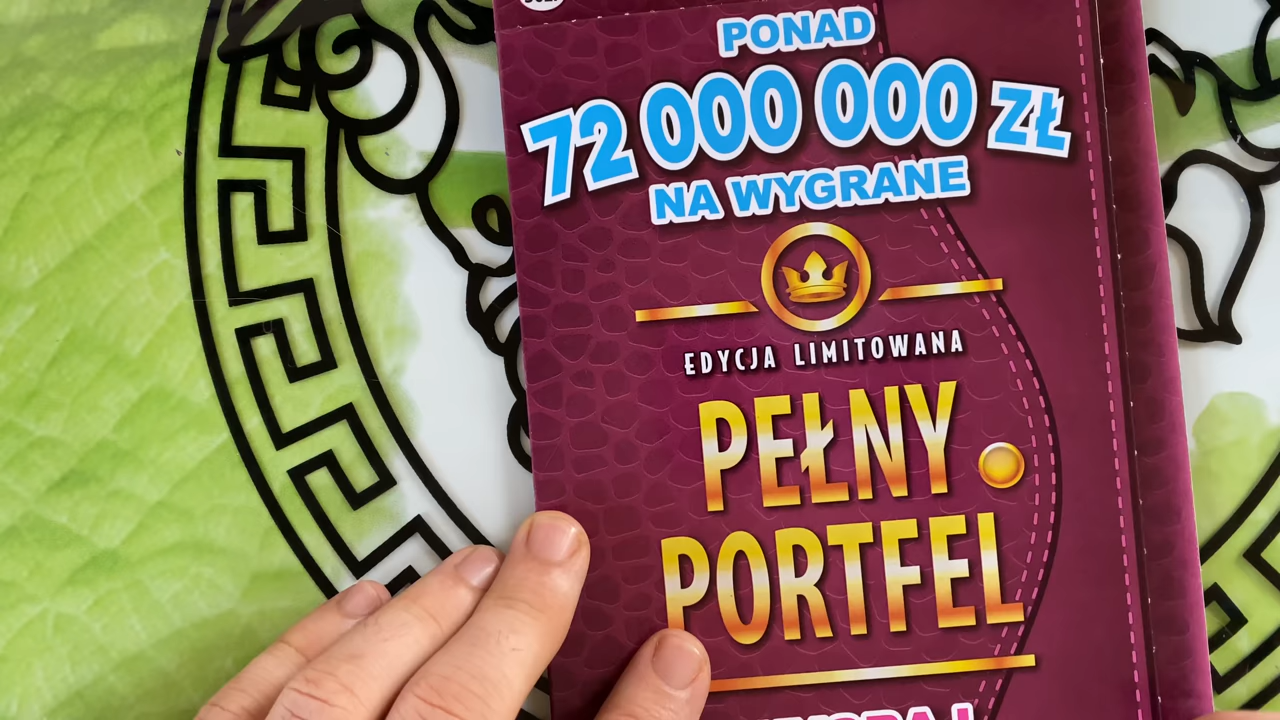 PONAD
72 000 000 ZŁ
NA WYGRANE
EDYCJA LIMITOWANA
PEŁNY
PORTFEL